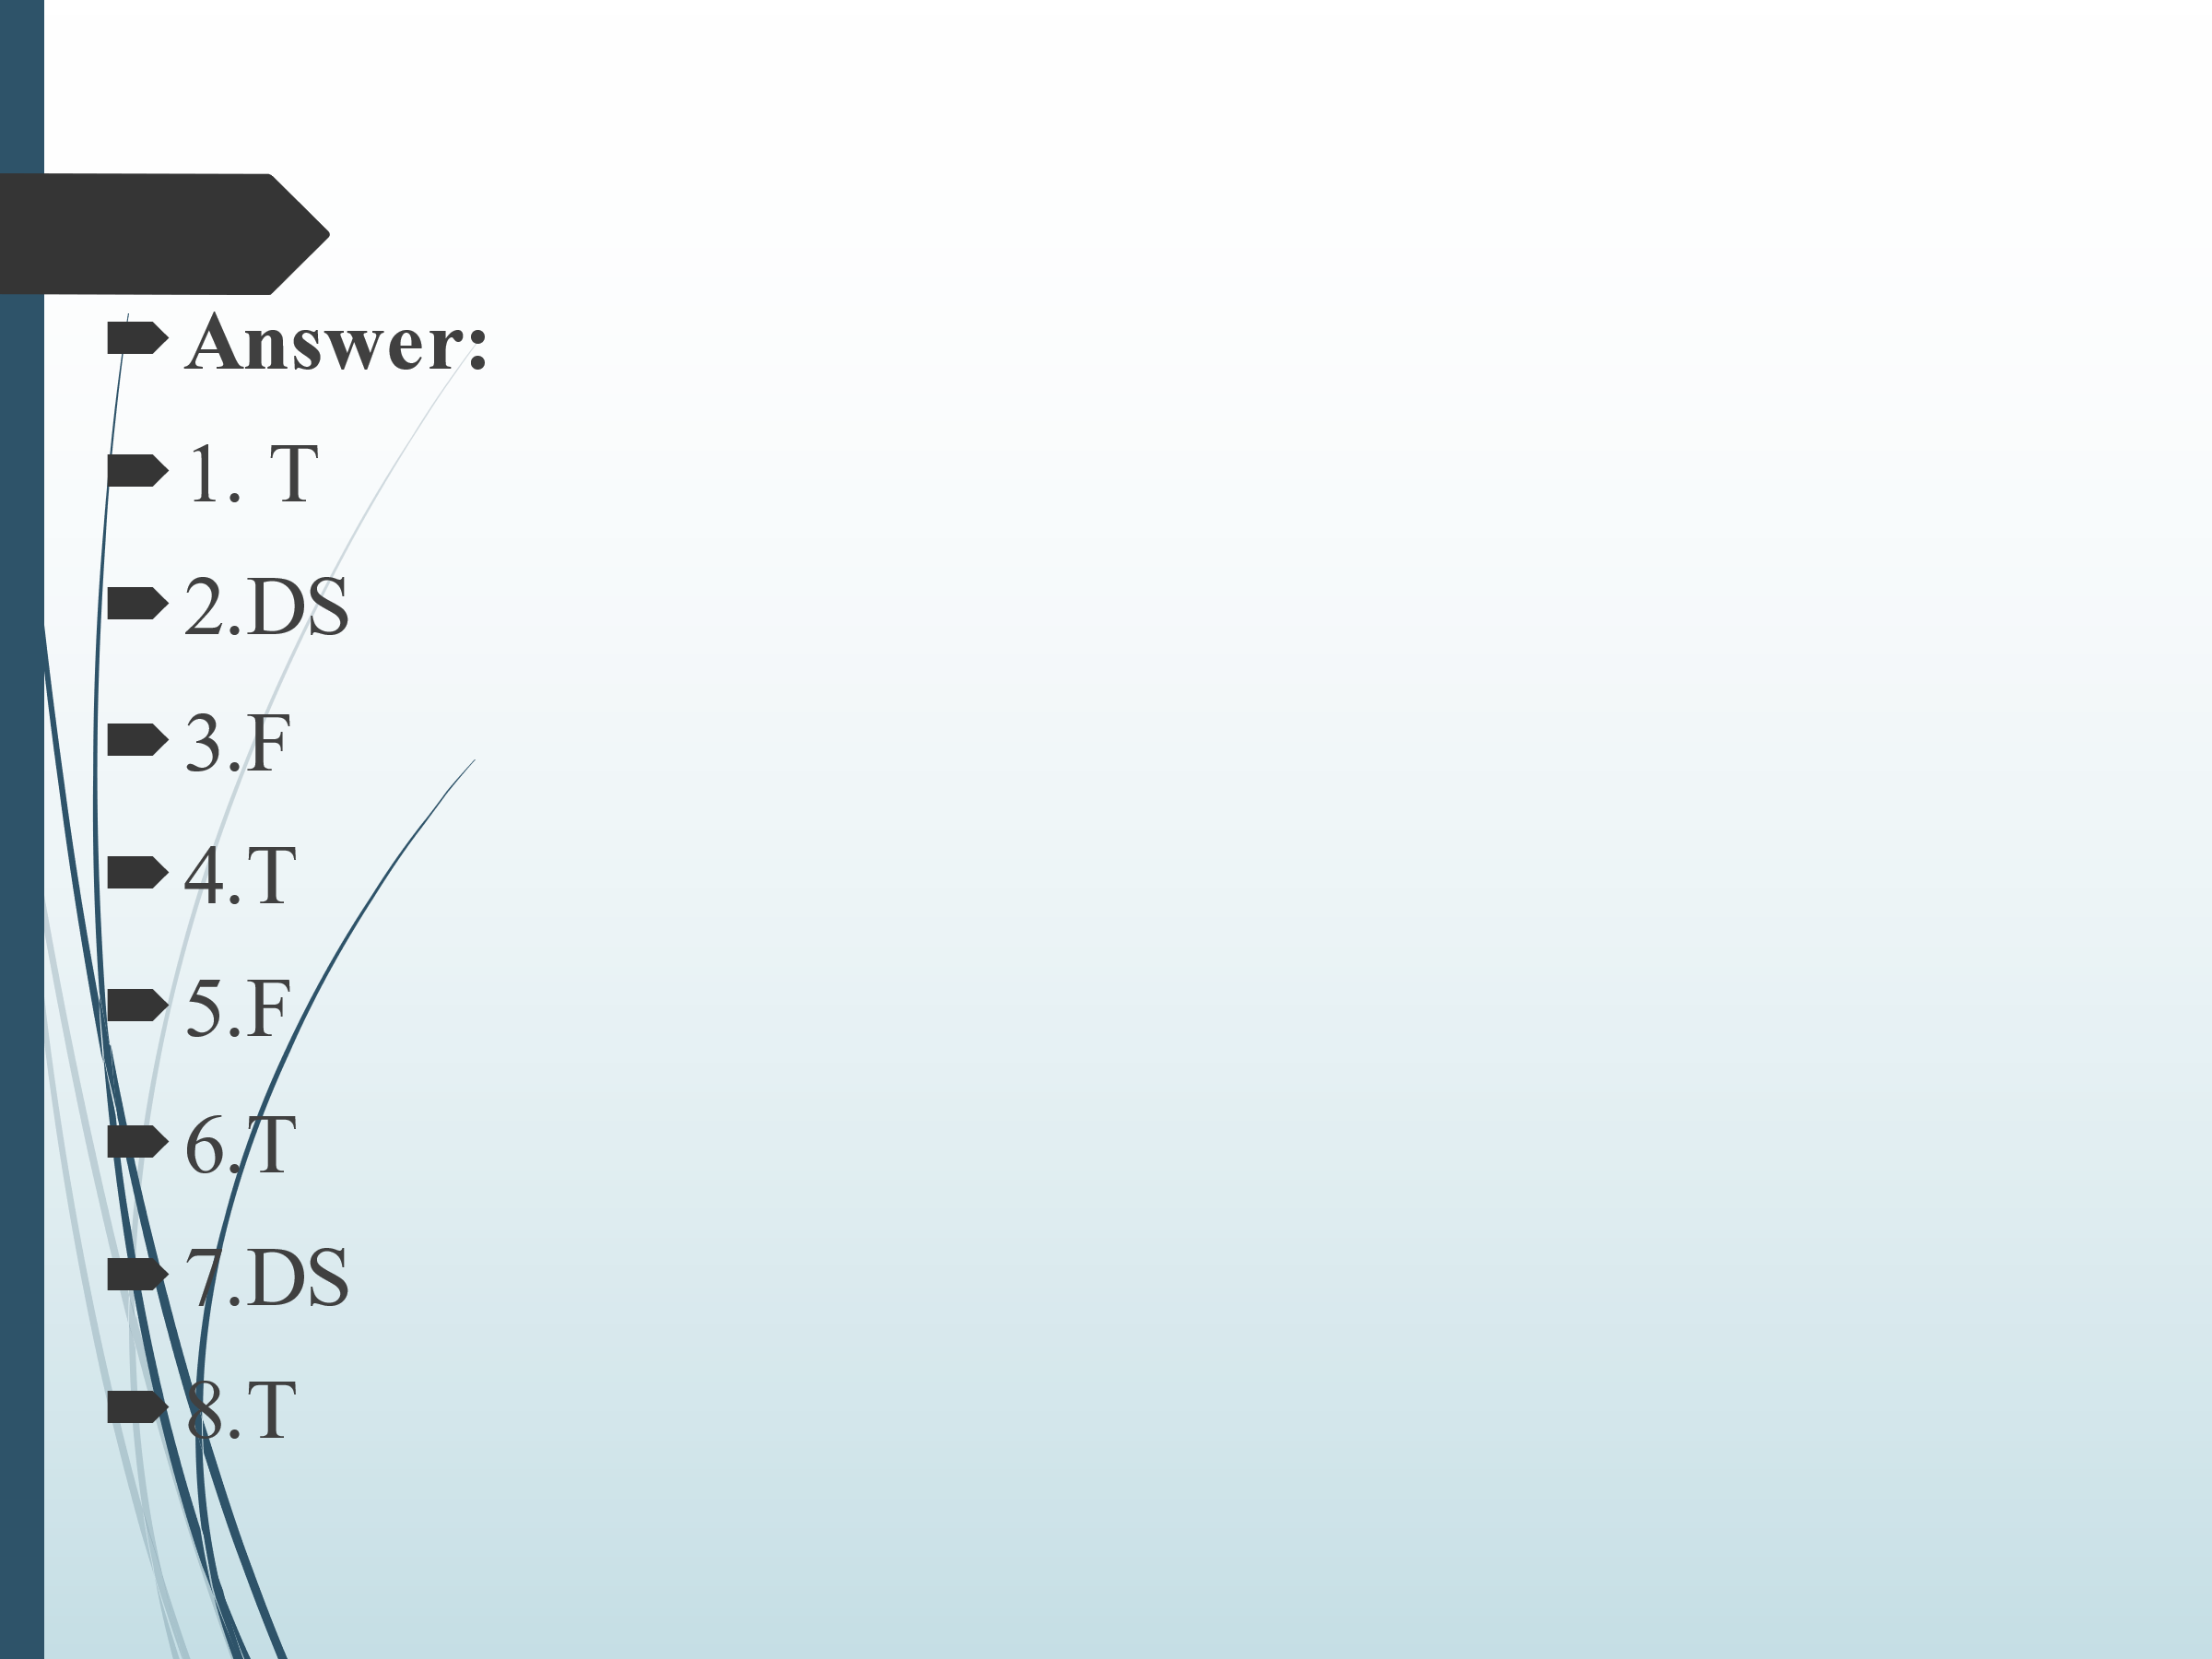 Answer:
1. T
2.DS
3.F
4.T
5.F
6.T
7.DS
8.T